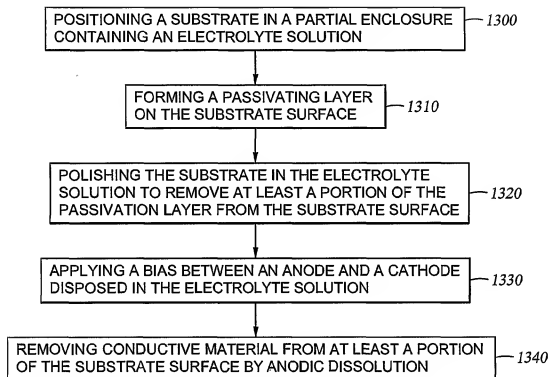 POSITIONING A SUBSTRATE IN A PARTIAL ENCLOSURE
CONTAINING AN ELECTROLYTE SOLUTION
1300
FORMING A PASSIVATING LAYER
ON THE SUBSTRATE SURFACE
1310
POLISHING THE SUBSTRATE IN THE ELECTROLYTE
SOLUTION TO REMOVE AT LEAST A PORTION OF THE
PASSIVATION LAYER FROM THE SUBSTRATE SURFACE
1320
APPLYING A BIAS BETWEEN AN ANODE AND A CATHODE
DISPOSED IN THE ELECTROLYTE SOLUTION
1330
REMOVING CONDUCTIVE MATERIAL FROM AT LEAST A PORTION
OF THE SUBSTRATE SURFACE BY ANODIC DISSOLUTION
1340